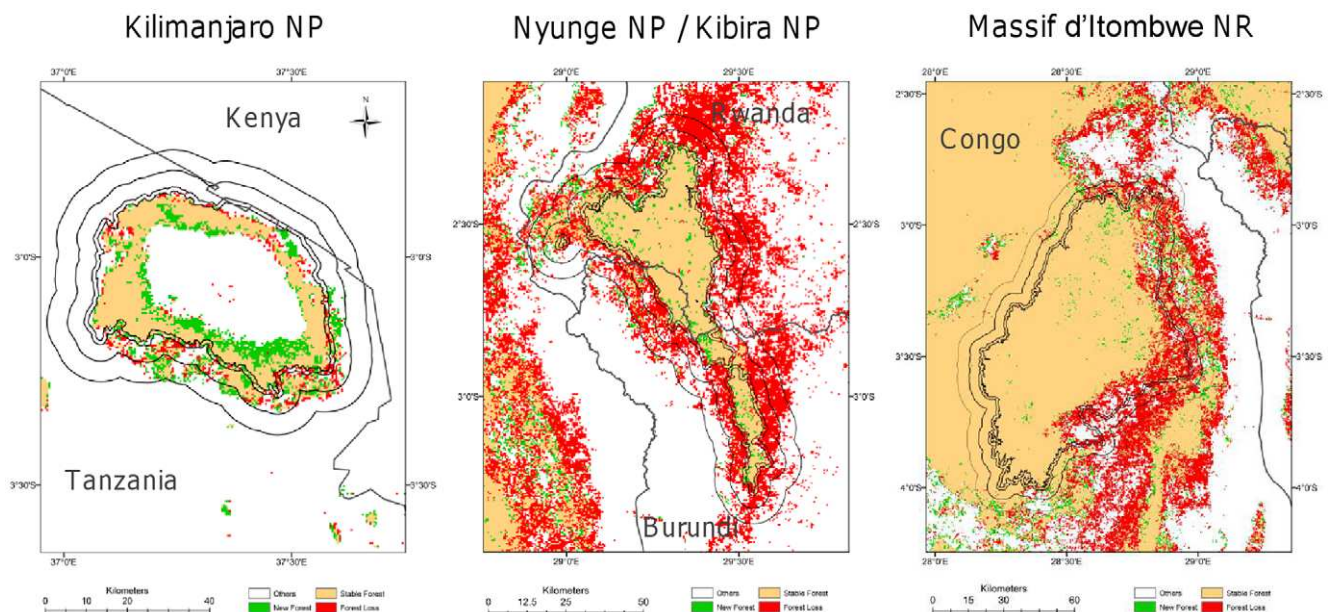 Kilimanjaro NP
Nyunge NP / Kibira NP
Massif d'Itombwe NR
37°0'E 37°30'E
29°0'E 29°30'E
28°0'E 28°30'E 29°0'E
Kenya
N
Rwanda
2°30'S 2°30'S
Congo
3°0'S 3°0'S
2°30'S 2°30'S
3°0'S 3°0'S
3°0'S 3°0'S
3°30'S 3°30'S
3°30'S 3°30'S
4°0'S 4°0'S
Tanzania
Burundi
37°0'E 37°30'E
29°0'E 29°30'E
28°0'E 28°30'E 29°0'E
Kilometers
0 10 20 40
Others Stable Forest
New Forest Forest Loss
Kilometers
0 12.5 25 50
Others Stable Forest
New Forest Forest Loss
Kilometers
0 15 30 60
Others Stable Forest
New Forest Forest Loss